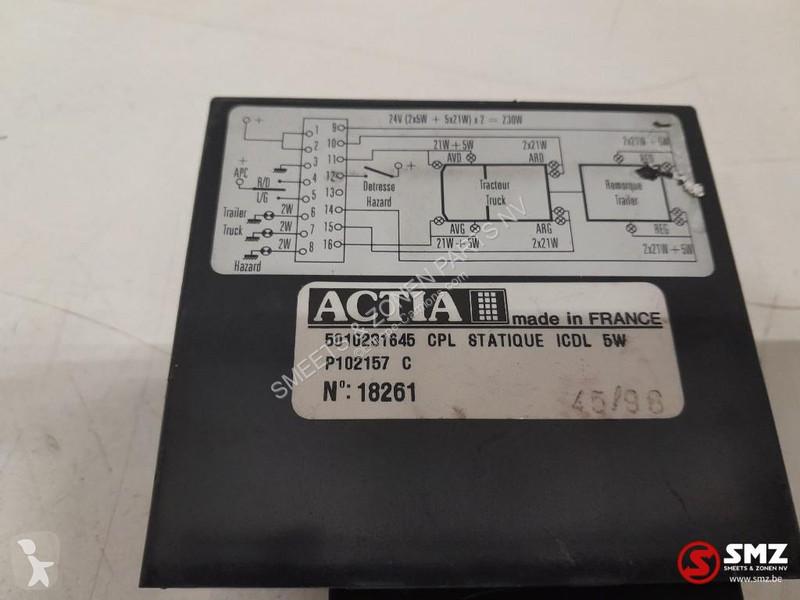 24V (2x5W + 5x21W) x 2 = 230W
+
1
2
3
4
5
6
7
8
9
10
11
12
13
14
15
16
+
APC
R/D
L/G
Trailer
2W
Truck
2W
2W
Hazard
+
Detresse
Hazard
21W+5W
AVD
2x21W
ARD
Tracteur
Truck
AVG
21W+5W
ARG
2x21W
2x21W+5W
RED
Remorque
Trailer
REG
2x21W+5W
ACTIA
made in FRANCE
5010231645 CPL STATIQUE ICDL 5W
P102157 C
N°: 18261
45/98
SMEETS & ZONEN PARTS NV
SMZ
SMEETS & ZONEN NV
www.smz.be